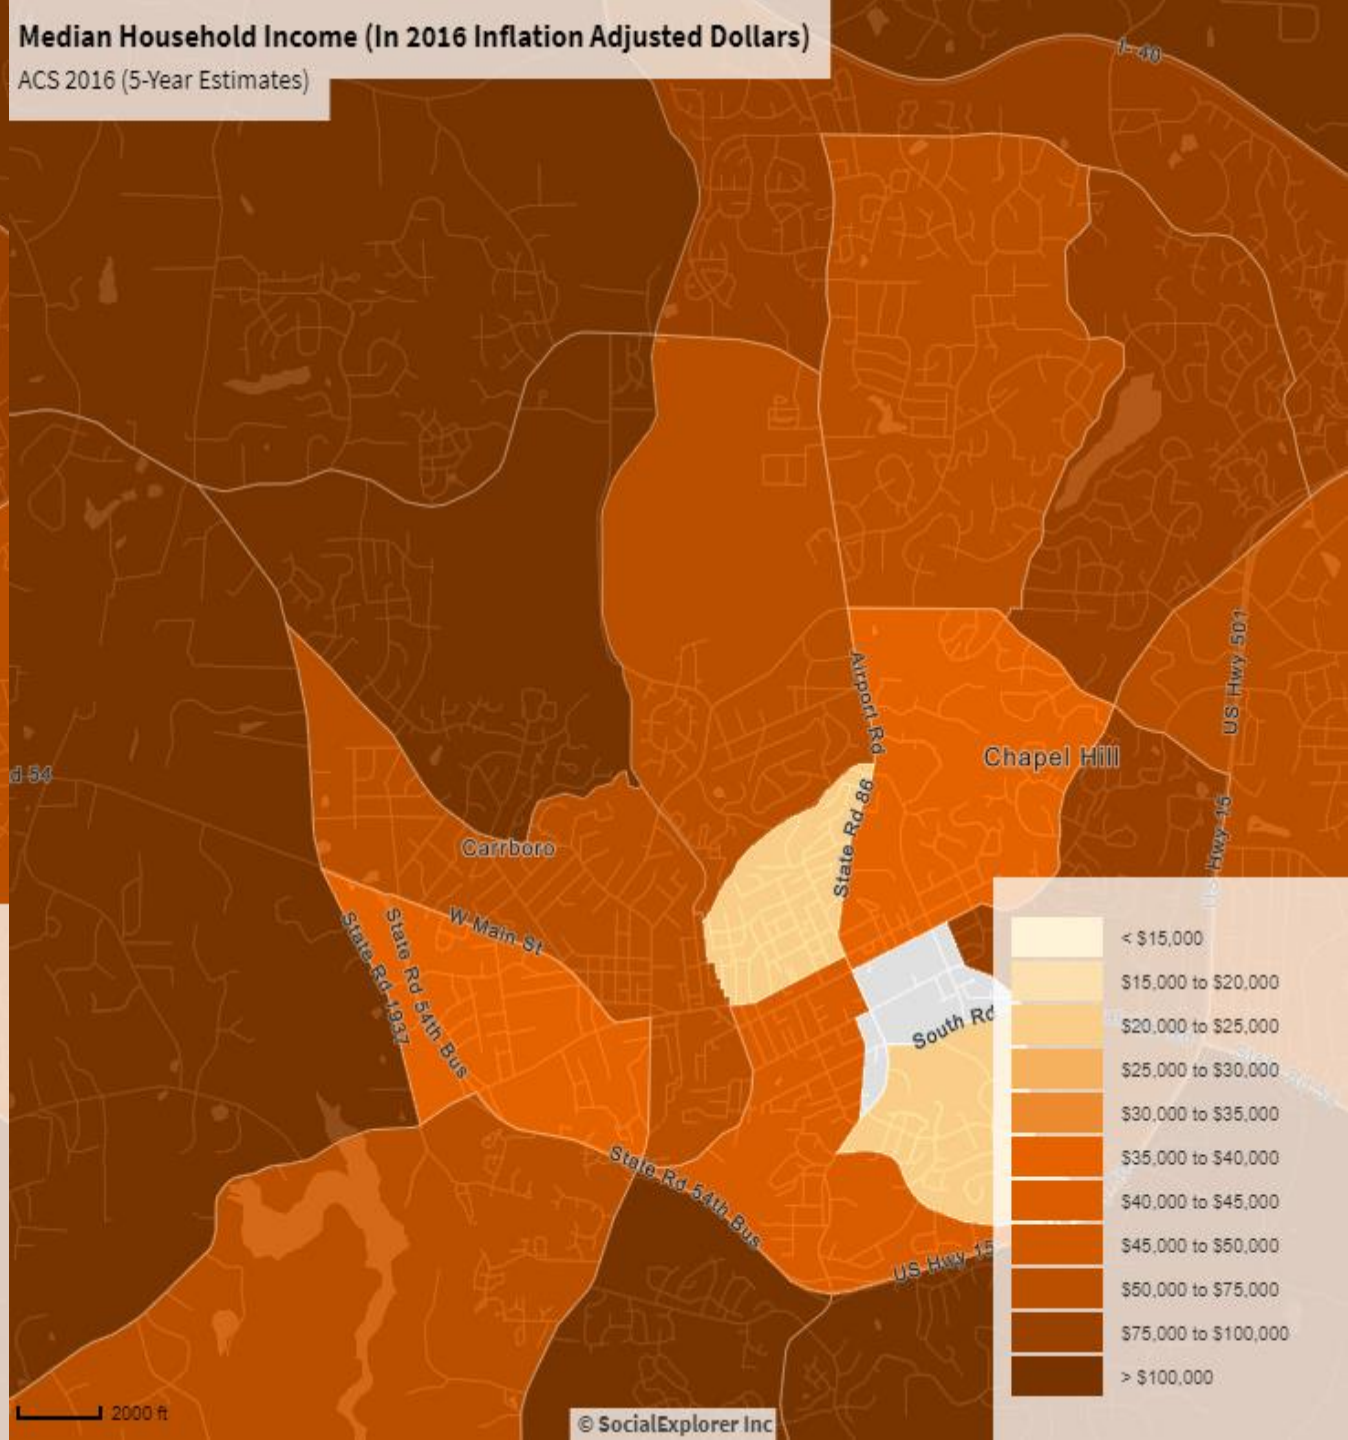 Median Household Income (In 2016 Inflation Adjusted Dollars)
ACS 2016 (5-Year Estimates)
I- 40
US Hwy 501
Airport Rd
Chapel Hill
d 54
State Rd 86
Hwy 15
Carrboro
W Main St
State Rd 54th Bus
State Rd 1937
South Rd
State Rd 54th Bus
US Hwy 15
< $15,000
$15,000 to $20,000
$20,000 to $25,000
$25,000 to $30,000
$30,000 to $35,000
$35,000 to $40,000
$40,000 to $45,000
$45,000 to $50,000
$50,000 to $75,000
$75,000 to $100,000
> $100,000
2000 ft
© SocialExplorer Inc